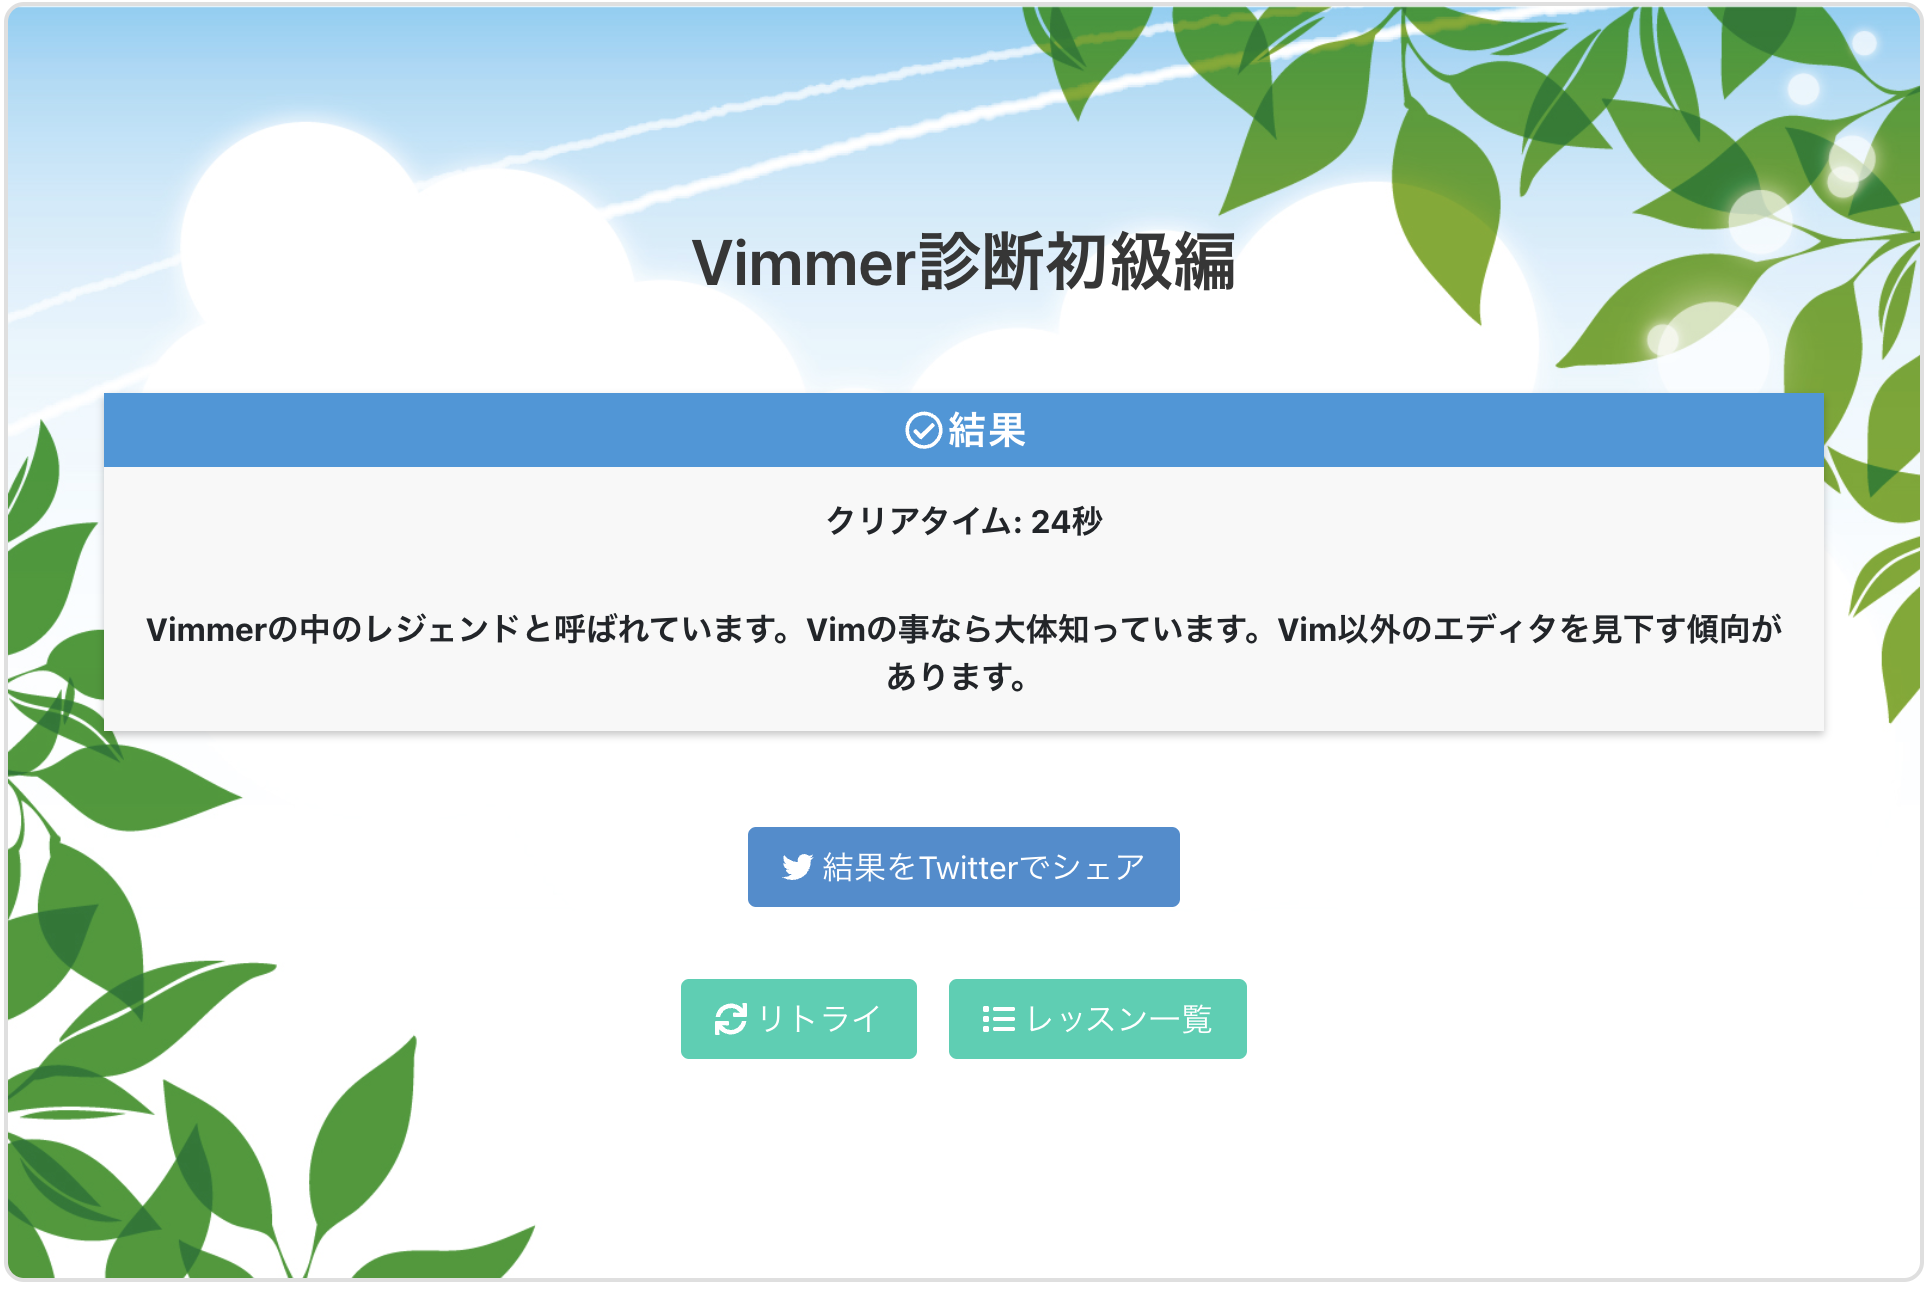 Vimmer診断初級編
結果
クリアタイム: 24秒
Vimmerの中のレジェンドと呼ばれています。Vimの事なら大体知っています。Vim以外のエディタを見下す傾向が
あります。
結果をTwitterでシェア
リトライ
レッスン一覧